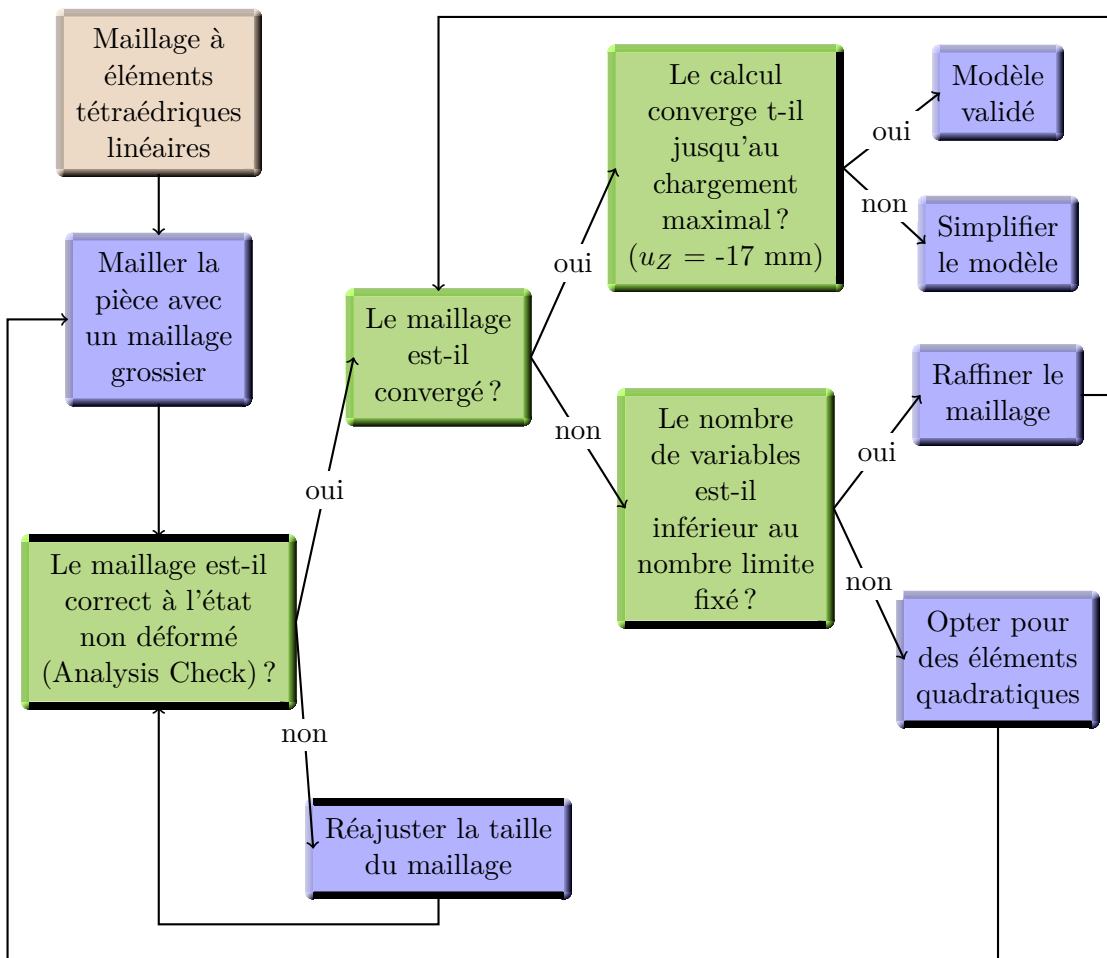 Maillage à
éléments
tétraédriques
linéaires
Mailler la
pièce avec
un maillage
grossier
Le maillage est-il
correct à l'état
non déformé
(Analysis Check) ?
oui
non
Réajuster la taille
du maillage
Le maillage
est-il
convergé ?
oui
non
Le calcul
converge t-il
jusqu'au
chargement
maximal ?
(u_Z = -17 mm)
oui
non
Modèle
validé
Simplifier
le modèle
Le nombre
de variables
est-il
inférieur au
nombre limite
fixé ?
oui
non
Raffiner le
maillage
Opter pour
des éléments
quadratiques